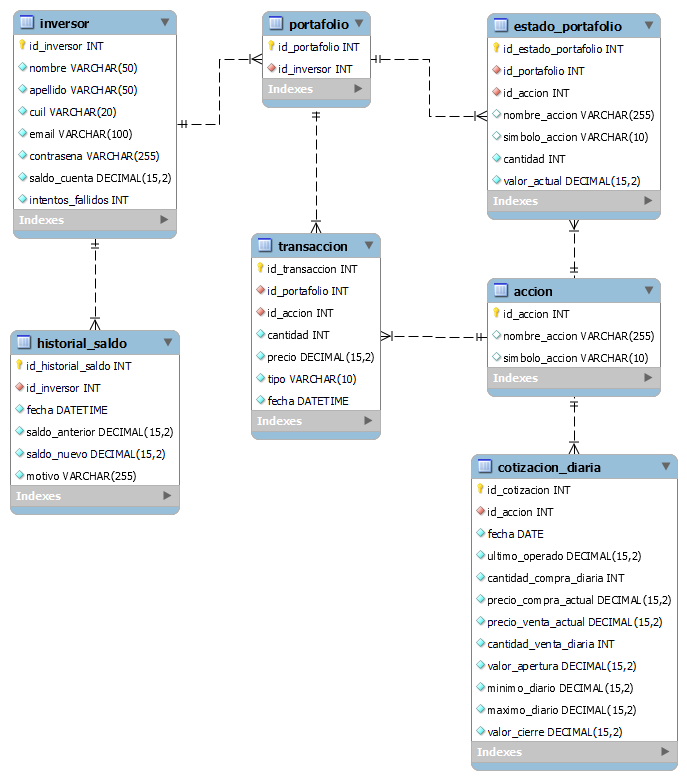 inversor
id_inversor INT
nombre VARCHAR(50)
apellido VARCHAR(50)
cuil VARCHAR(20)
email VARCHAR(100)
contrasena VARCHAR(255)
saldo_cuenta DECIMAL(15,2)
intentos_fallidos INT
Indexes
portafolio
id_portafolio INT
id_inversor INT
Indexes
estado_portafolio
id_estado_portafolio INT
id_portafolio INT
id_accion INT
nombre_accion VARCHAR(255)
simbolo_accion VARCHAR(10)
cantidad INT
valor_actual DECIMAL(15,2)
Indexes
transaccion
id_transaccion INT
id_portafolio INT
id_accion INT
cantidad INT
precio DECIMAL(15,2)
tipo VARCHAR(10)
fecha DATETIME
Indexes
accion
id_accion INT
nombre_accion VARCHAR(255)
simbolo_accion VARCHAR(10)
Indexes
historial_saldo
id_historial_saldo INT
id_inversor INT
fecha DATETIME
saldo_anterior DECIMAL(15,2)
saldo_nuevo DECIMAL(15,2)
motivo VARCHAR(255)
Indexes
cotizacion_diaria
id_cotizacion INT
id_accion INT
fecha DATE
ultimo_operado DECIMAL(15,2)
cantidad_compra_diaria INT
precio_compra_actual DECIMAL(15,2)
precio_venta_actual DECIMAL(15,2)
cantidad_venta_diaria INT
valor_apertura DECIMAL(15,2)
minimo_diario DECIMAL(15,2)
maximo_diario DECIMAL(15,2)
valor_cierre DECIMAL(15,2)
Indexes